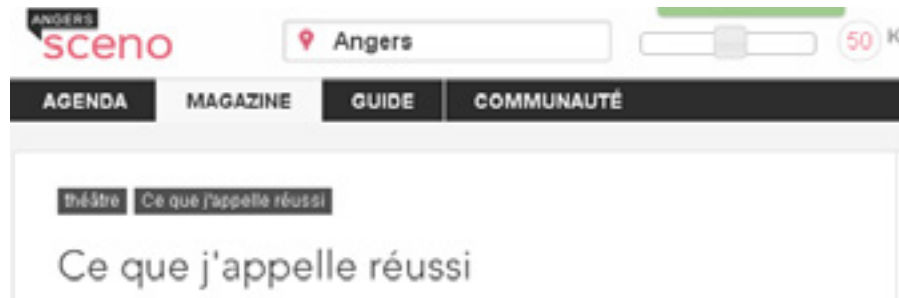 ANGERS
sceno
Angers
50 K
AGENDA MAGAZINE GUIDE COMMUNAUTÉ
théâtre Ce que j'appelle réussi
Ce que j'appelle réussi